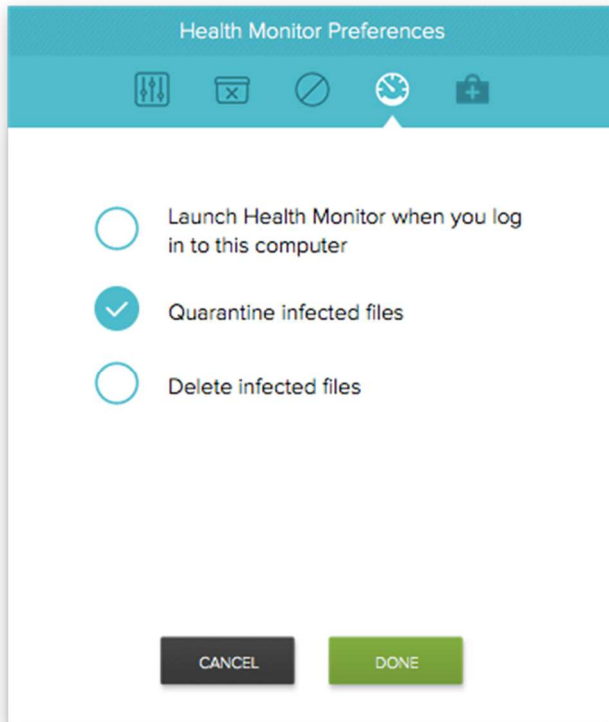 Health Monitor Preferences
Launch Health Monitor when you log
in to this computer
Quarantine infected files
Delete infected files
CANCEL
DONE